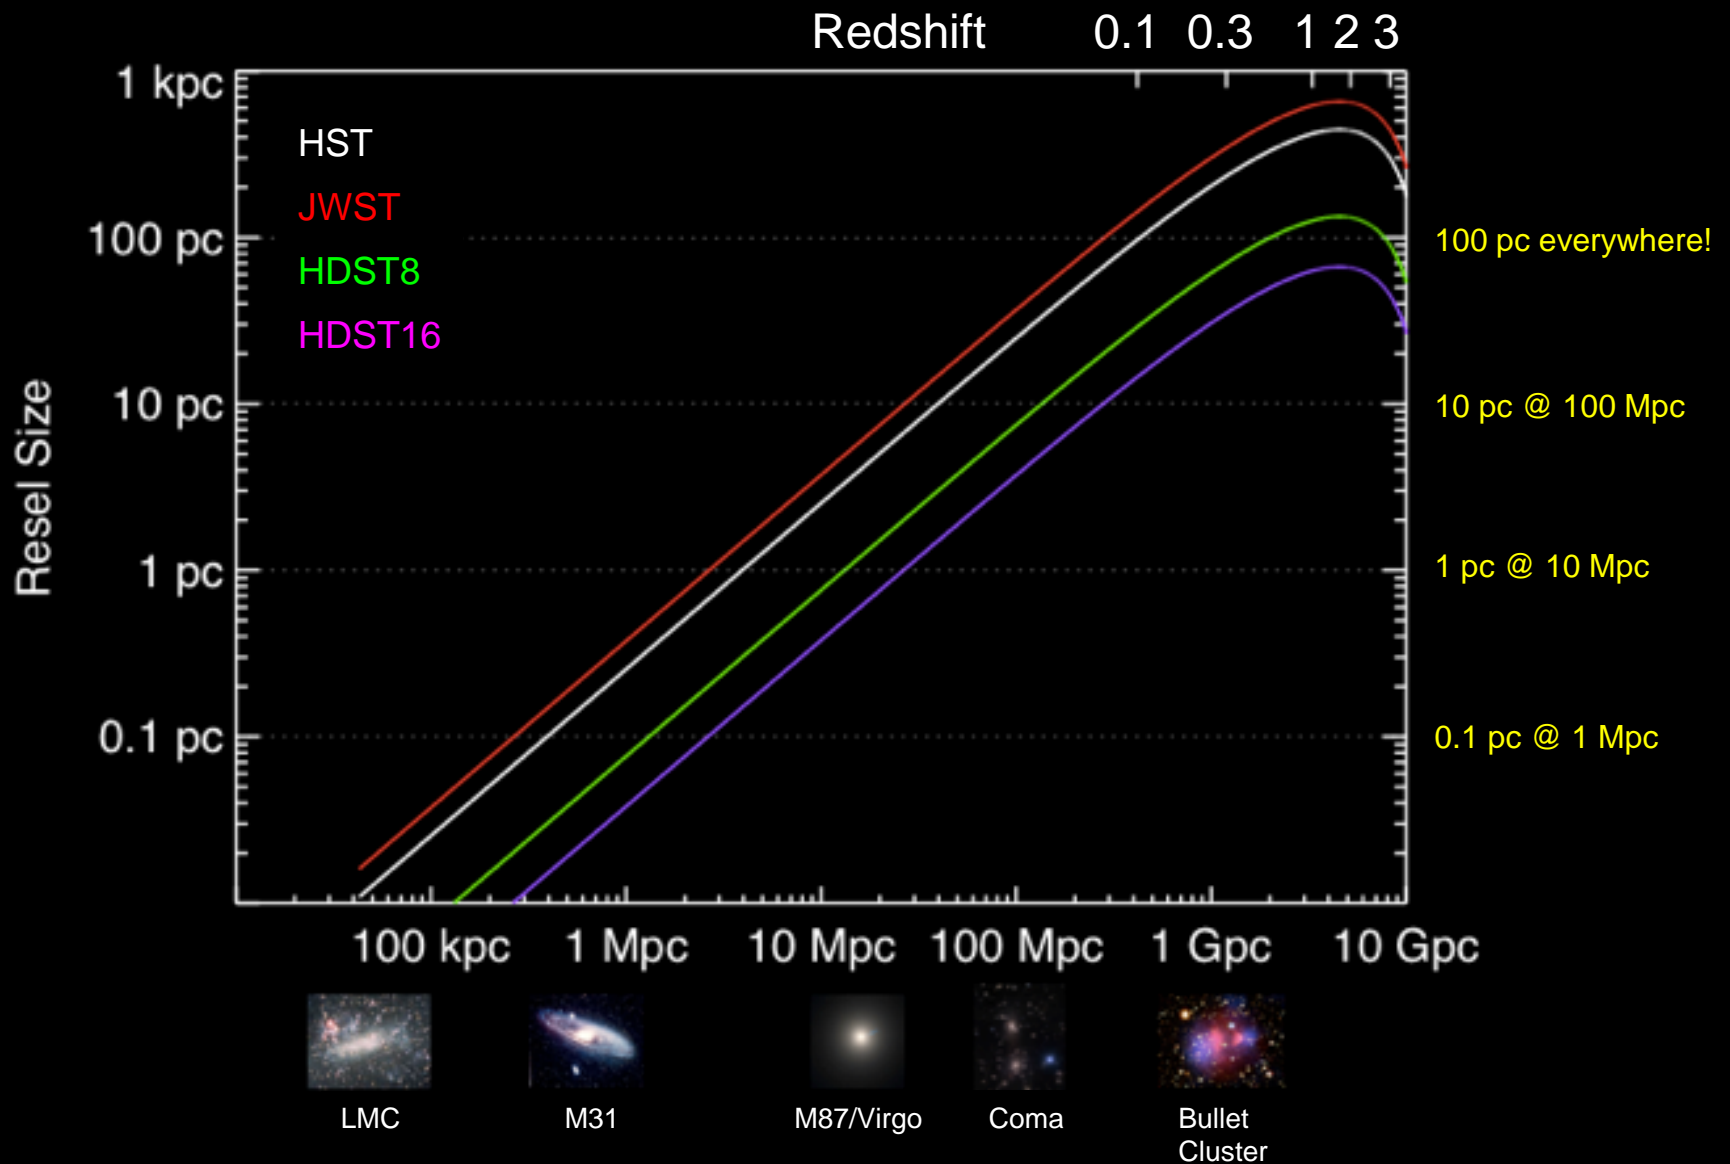 Redshift 0.1 0.3 1 2 3
1 kpc
HST
JWST
100 pc
100 pc everywhere!
HDST8
HDST16
10 pc
10 pc @ 100 Mpc
Resel Size
1 pc
1 pc @ 10 Mpc
0.1 pc
0.1 pc @ 1 Mpc
100 kpc 1 Mpc 10 Mpc 100 Mpc 1 Gpc 10 Gpc
LMC M31 M87/Virgo Coma Bullet
Cluster